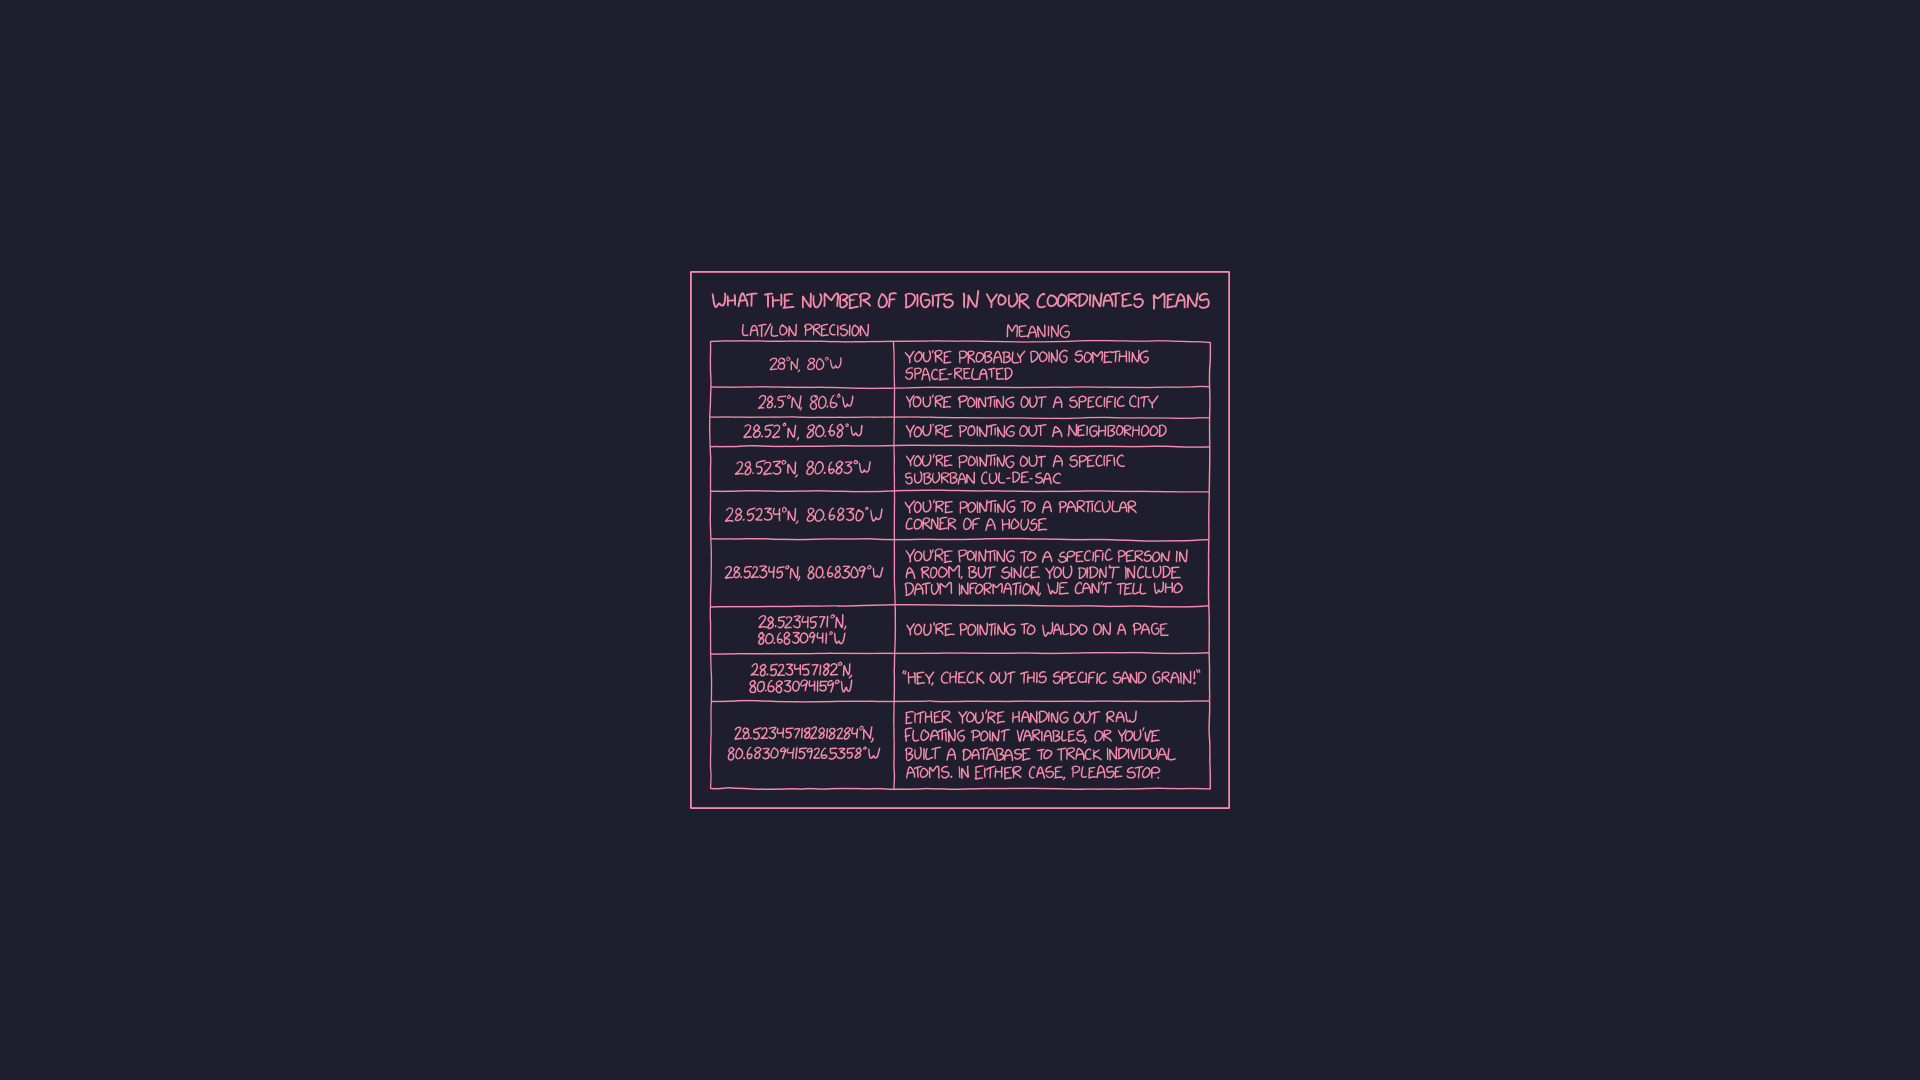 WHAT THE NUMBER OF DIGITS IN YOUR COORDINATES MEANS
LAT/LON PRECISION MEANING
28°N, 80°W
YOU'RE PROBABLY DOING SOMETHING
SPACE-RELATED
28.5°N, 80.6°W
YOU'RE POINTING OUT A SPECIFIC CITY
28.52°N, 80.68°W
YOU'RE POINTING OUT A NEIGHBORHOOD
28.523°N, 80.683°W
YOU'RE POINTING OUT A SPECIFIC
SUBURBAN CUL-DE-SAC
28.5234°N, 80.6830°W
YOU'RE POINTING TO A PARTICULAR
CORNER OF A HOUSE
28.52345°N, 80.68309°W
YOU'RE POINTING TO A SPECIFIC PERSON IN
A ROOM, BUT SINCE YOU DIDN'T INCLUDE
DATUM INFORMATION, WE CAN'T TELL WHO
28.5234571°N,
80.6830941°W
YOU'RE POINTING TO WALDO ON A PAGE
28.523457182°N,
80.683094159°W
"HEY, CHECK OUT THIS SPECIFIC SAND GRAIN!"
28.523457182818284°N,
80.683094159265358°W
EITHER YOU'RE HANDING OUT RAW
FLOATING POINT VARIABLES, OR YOU'VE
BUILT A DATABASE TO TRACK INDIVIDUAL
ATOMS. IN EITHER CASE, PLEASE STOP.